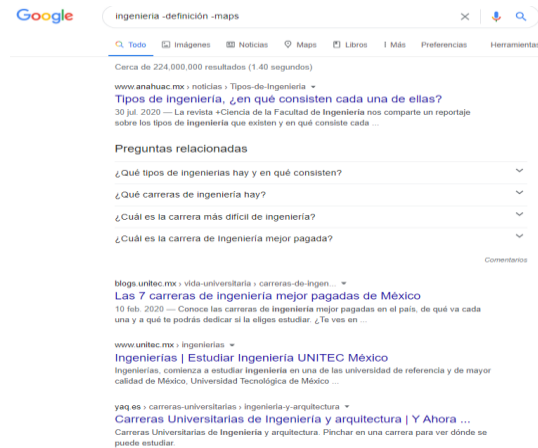 Google
ingenieria -definición -maps
Todo Imágenes Noticias Maps Libros Más Preferencias Herramientas
Cerca de 224,000,000 resultados (1.40 segundos)
www.anahuac.mx › noticias › Tipos-de-Ingenieria
Tipos de ingeniería, ¿en qué consisten cada una de ellas?
30 jul. 2020 — La revista +Ciencia de la Facultad de Ingeniería nos comparte un reportaje
sobre los tipos de ingeniería que existen y en qué consiste cada ...
Preguntas relacionadas
¿Qué tipos de ingenierias hay y en qué consisten?
¿Qué carreras de ingeniería hay?
¿Cuál es la carrera más difícil de ingeniería?
¿Cuál es la carrera de Ingeniería mejor pagada?
Comentarios
blogs.unitec.mx › vida-universitaria › carreras-de-ingen...
Las 7 carreras de ingeniería mejor pagadas de México
10 feb. 2020 — Conoce las carreras de ingeniería mejor pagadas en el país, de qué va cada
una y a qué te podrás dedicar si la eliges estudiar. ¿Te ves en ...
www.unitec.mx › ingenierias
Ingenierías | Estudiar Ingeniería UNITEC México
Ingenierías, comienza a estudiar ingenieria en una de las universidad de referencia y de mayor
calidad de México, Universidad Tecnológica de México ...
yaq.es › carreras-universitarias › ingenieria-y-arquitectura
Carreras Universitarias de Ingeniería y arquitectura | Y Ahora ...
Carreras Universitarias de Ingeniería y arquitectura. Pinchar en una carrera para ver dónde se
puede estudiar.